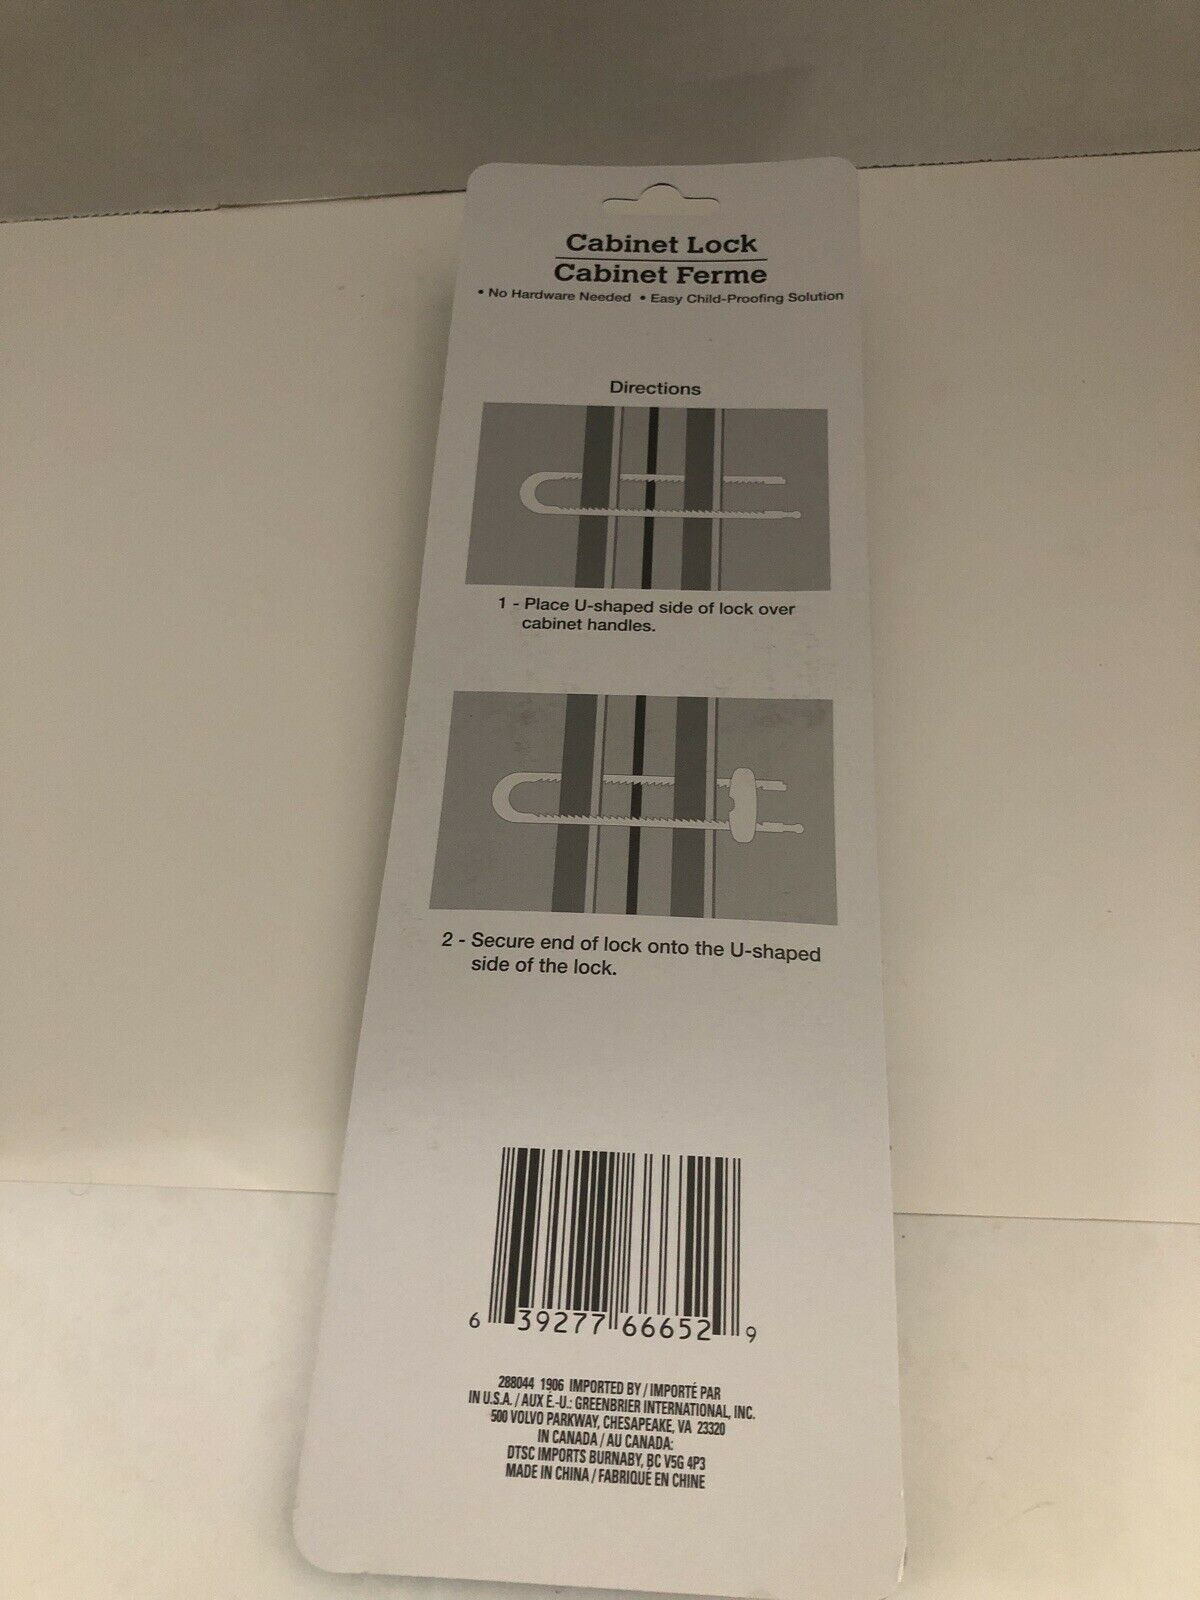 Cabinet Lock
Cabinet Ferme
• No Hardware Needed • Easy Child-Proofing Solution
Directions
1 - Place U-shaped side of lock over
cabinet handles.
2 - Secure end of lock onto the U-shaped
side of the lock.
6 39277 66652 9
288044 1906 IMPORTED BY / IMPORTÉ PAR
IN U.S.A. / AUX É.-U.: GREENBRIER INTERNATIONAL, INC.
500 VOLVO PARKWAY, CHESAPEAKE, VA 23320
IN CANADA / AU CANADA:
DTSC IMPORTS BURNABY, BC V5G 4P3
MADE IN CHINA / FABRIQUÉ EN CHINE